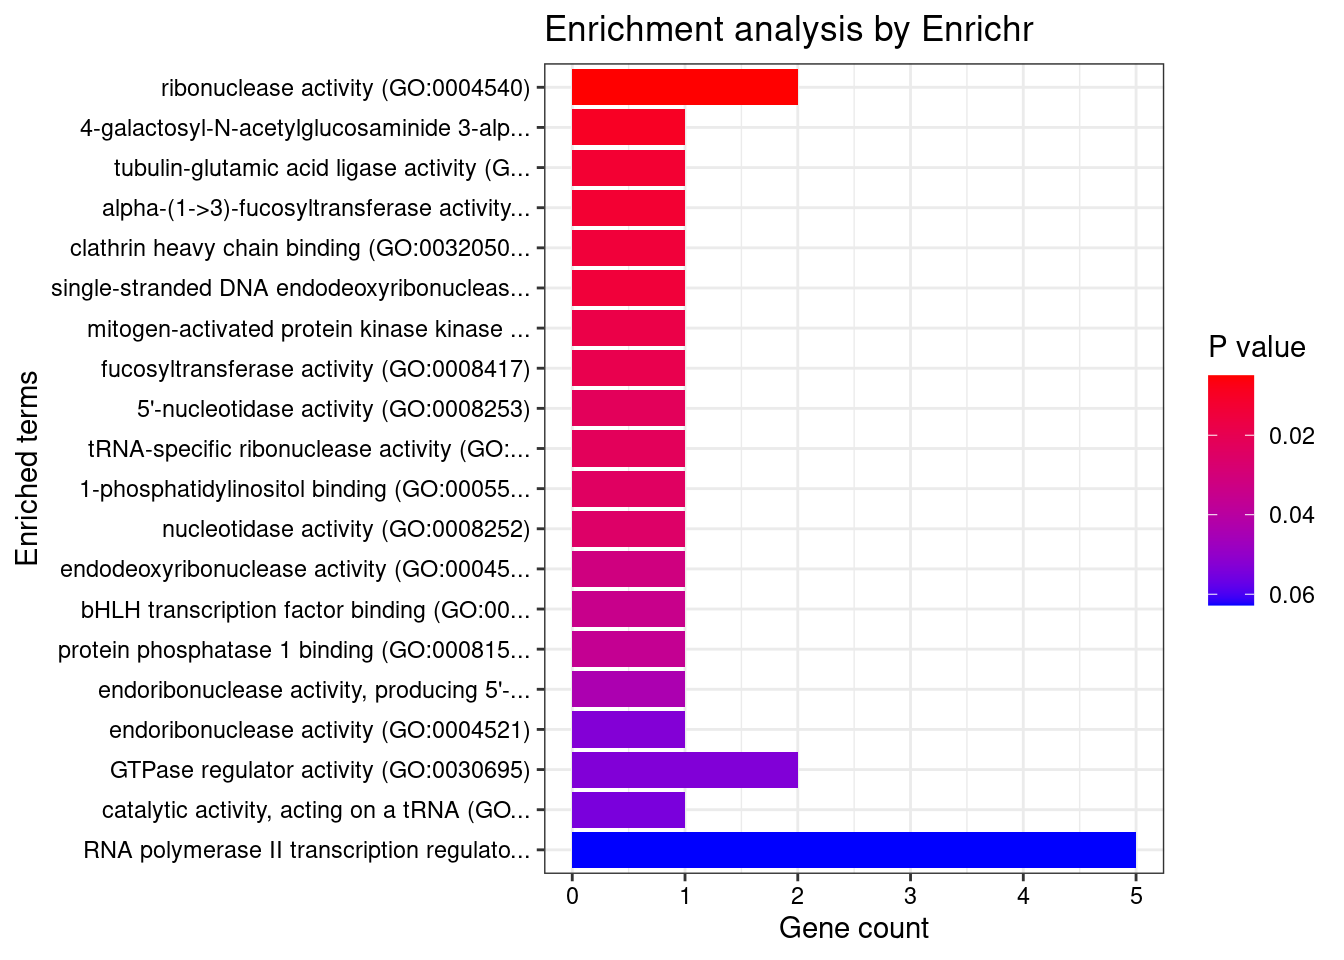 Enrichment analysis by Enrichr
ribonuclease activity (GO:0004540)
4-galactosyl-N-acetylglucosaminide 3-alp...
tubulin-glutamic acid ligase activity (G...
alpha-(1->3)-fucosyltransferase activity...
clathrin heavy chain binding (GO:0032050...
single-stranded DNA endodeoxyribonucleas...
mitogen-activated protein kinase kinase ...
fucosyltransferase activity (GO:0008417)
5'-nucleotidase activity (GO:0008253)
tRNA-specific ribonuclease activity (GO:...
1-phosphatidylinositol binding (GO:00055...
nucleotidase activity (GO:0008252)
endodeoxyribonuclease activity (GO:00045...
bHLH transcription factor binding (GO:00...
protein phosphatase 1 binding (GO:000815...
endoribonuclease activity, producing 5'-...
endoribonuclease activity (GO:0004521)
GTPase regulator activity (GO:0030695)
catalytic activity, acting on a tRNA (GO...
RNA polymerase II transcription regulato...
Enriched terms
0 1 2 3 4 5
Gene count
P value
0.02
0.04
0.06